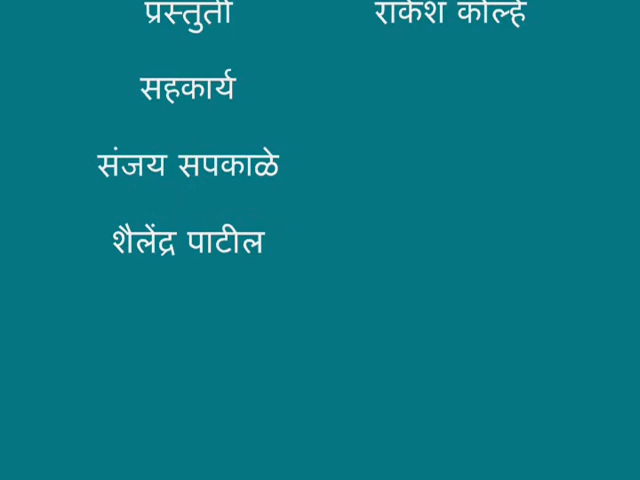 प्रस्तुती राकेश कोल्हे
सहकार्य
संजय सपकाळे
शैलेंद्र पाटील